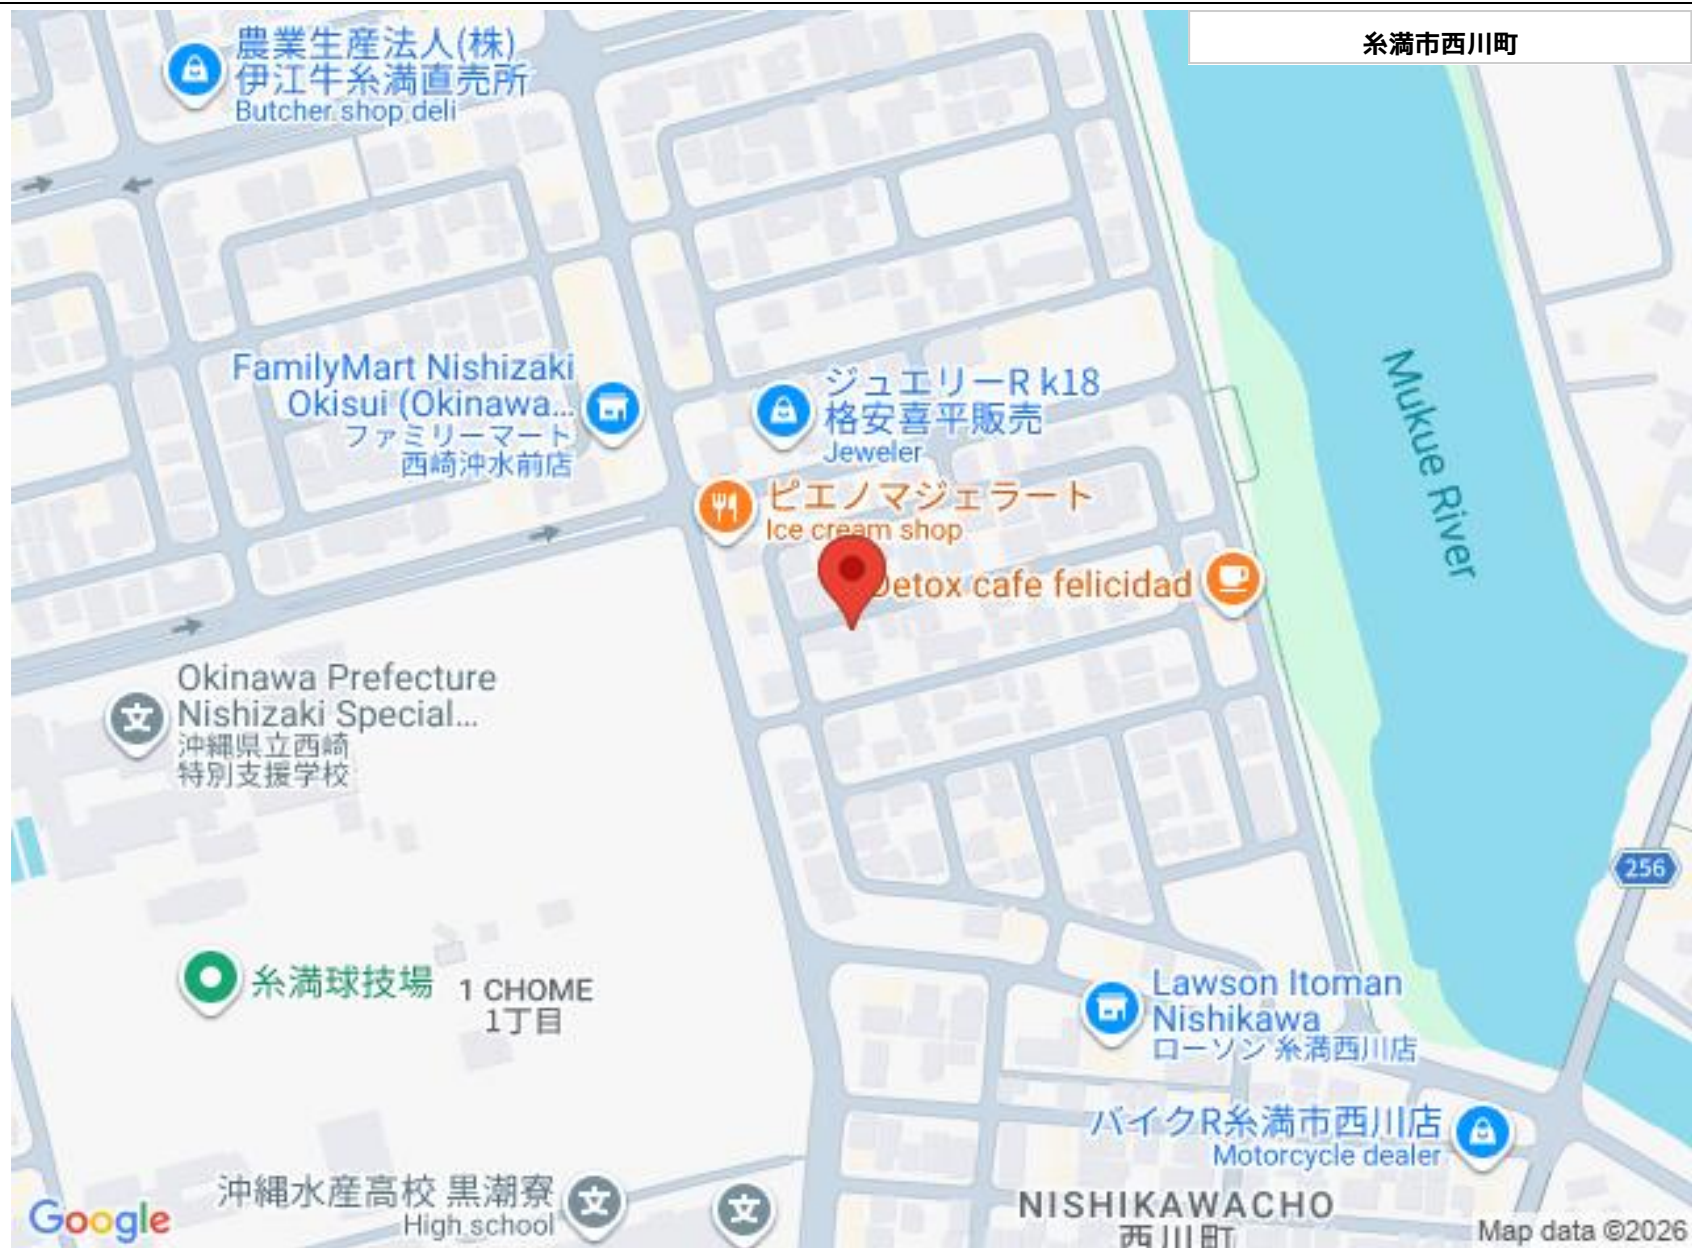 糸満市西川町
農業生産法人(株)
伊江牛糸満直売所
Butcher shop deli
FamilyMart Nishizaki
Okisui (Okinawa...
ファミリーマート
西崎沖水前店
ジュエリーR k18
格安喜平販売
Jeweler
ピエノマジェラート
Ice cream shop
Detox cafe felicidad
Mukue River
Okinawa Prefecture
Nishizaki Special...
沖縄県立西崎
特別支援学校
256
糸満球技場
1 CHOME
1丁目
Lawson Itoman
Nishikawa
ローソン 糸満西川店
バイクR糸満市西川店
Motorcycle dealer
沖縄水産高校 黒潮寮
High school
NISHIKAWACHO
西川町
Google
Map data ©2026